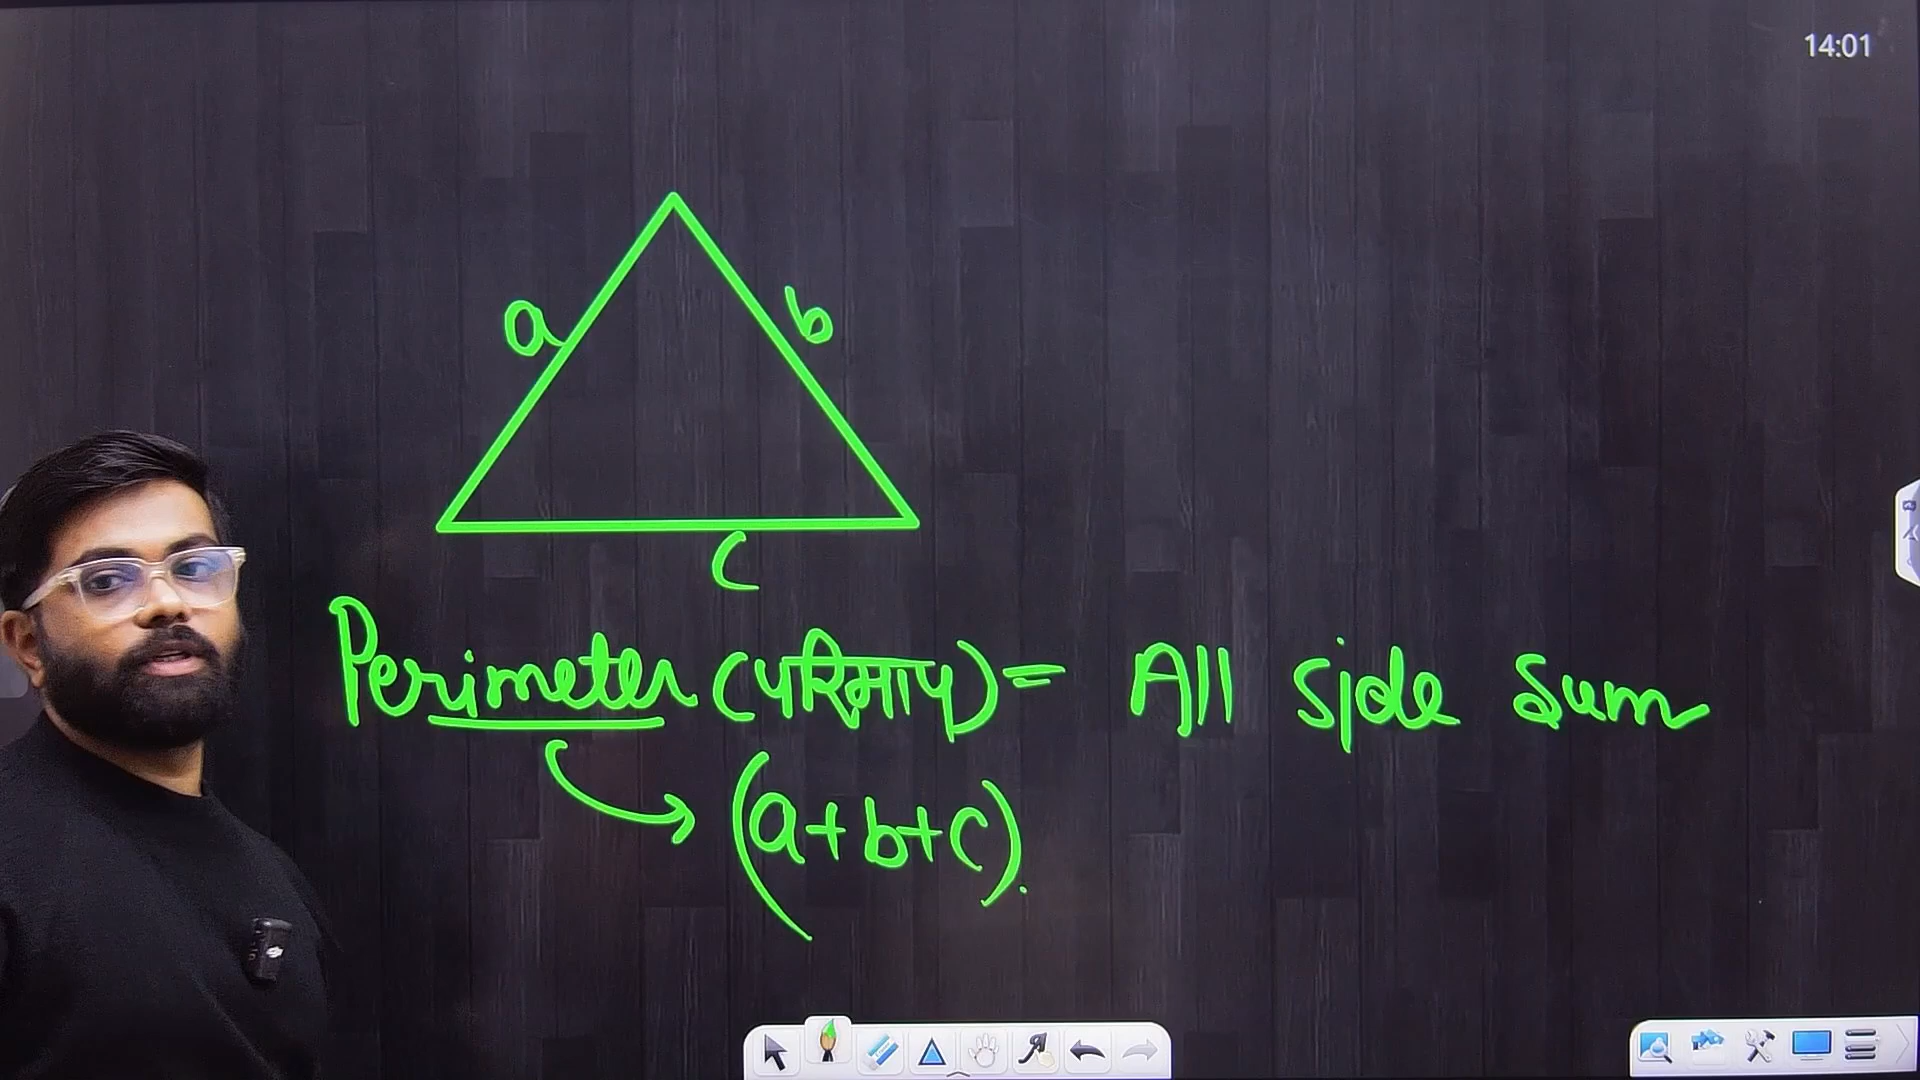 14:01
a
b
c
Perimeter (परिमाप) = All side sum
(a+b+c).